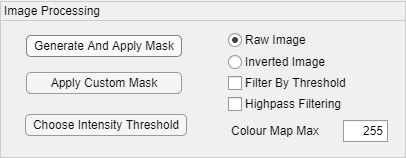 Image Processing
Generate And Apply Mask
Apply Custom Mask
Choose Intensity Threshold
Raw Image
Inverted Image
Filter By Threshold
Highpass Filtering
Colour Map Max 255